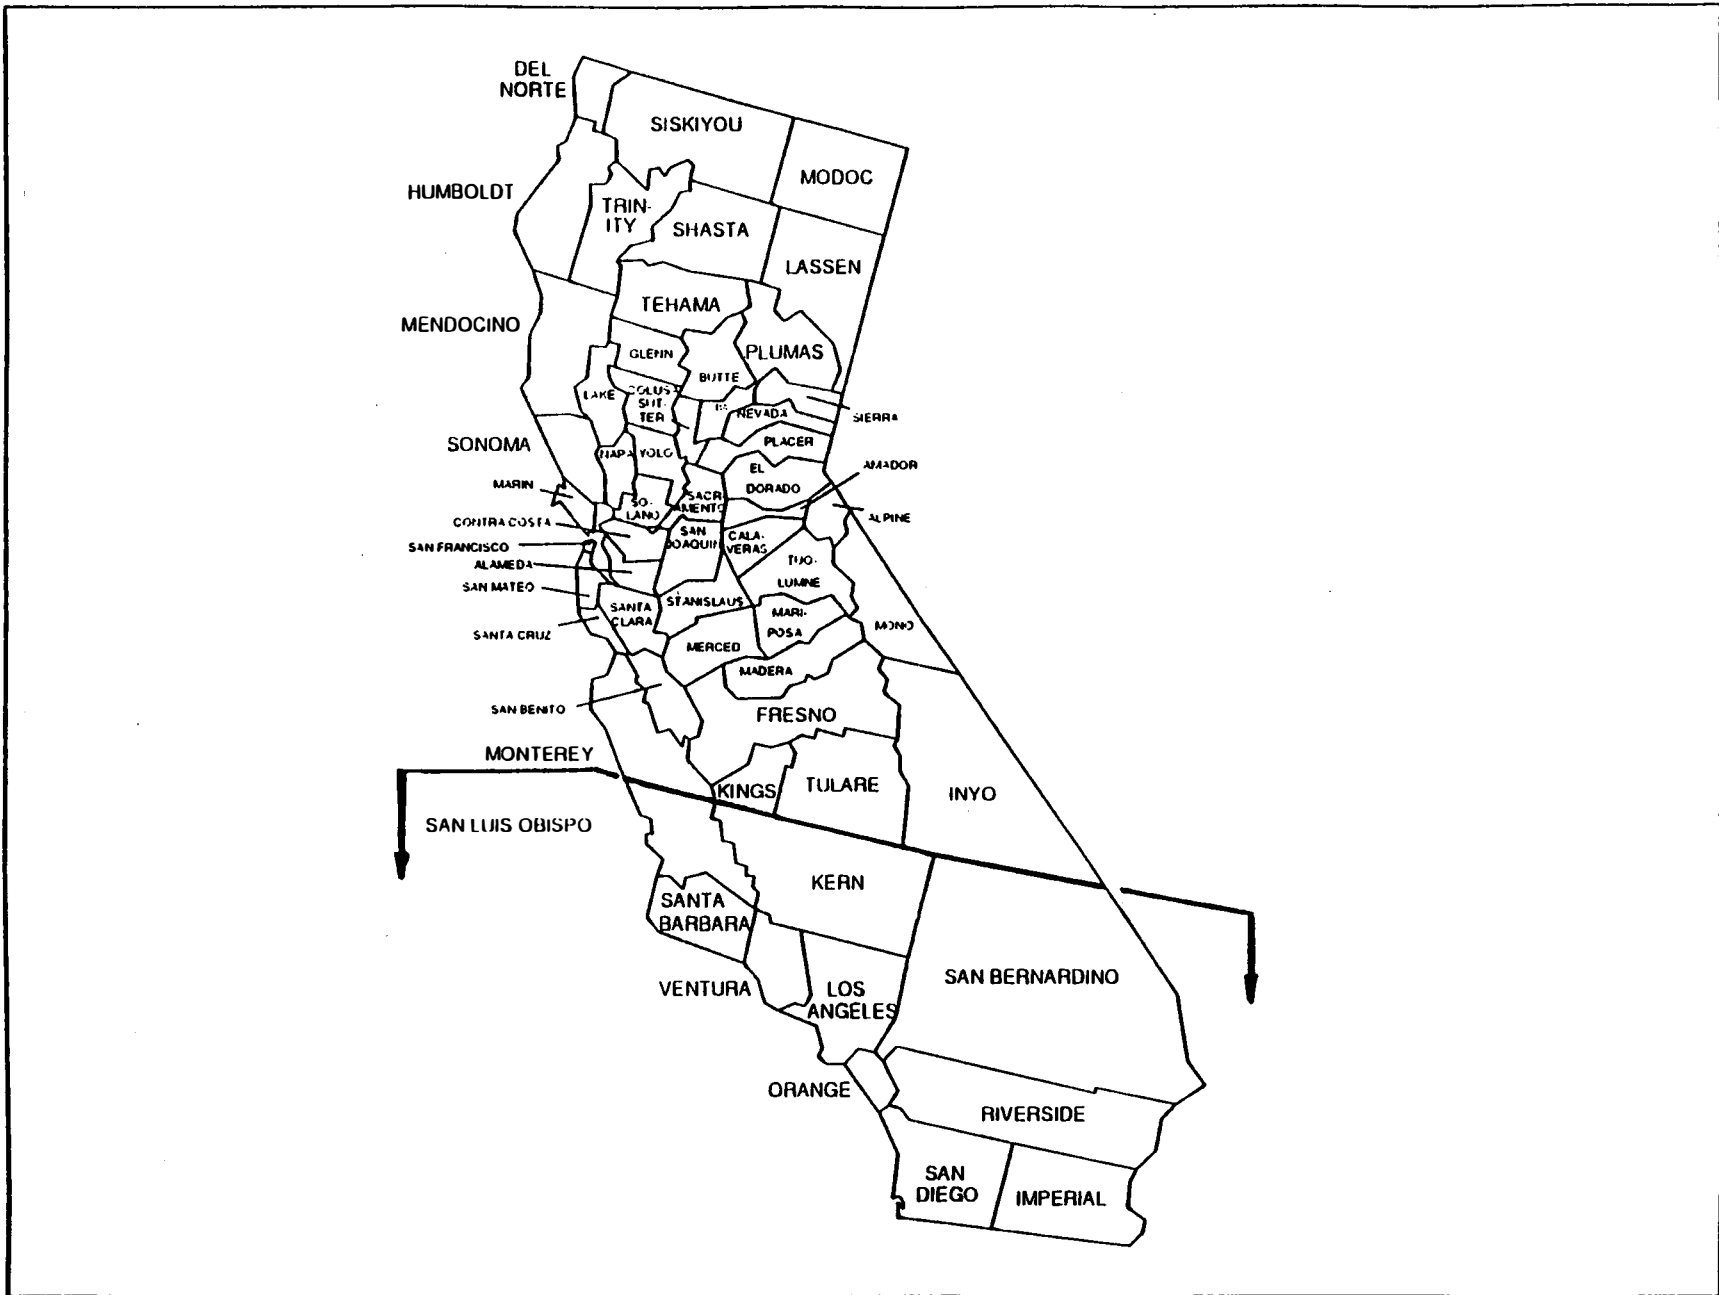 DEL
NORTE
SISKIYOU
MODOC
HUMBOLDT
TRIN-
ITY
SHASTA
LASSEN
TEHAMA
MENDOCINO
GLENN
PLUMAS
BUTTE
LAKE
SUT-
TER
NEVADA
SIERRA
SONOMA
PLACER
NAPA
YOLO
EL
DORADO
AMADOR
MARIN
SACR-
AMENTO
SO-
LANO
CONTRA COSTA
ALPINE
SAN
JOAQUIN
CALA-
VERAS
SAN FRANCISCO
ALAMEDA
TUO-
LUMNE
SAN MATEO
SANTA
CLARA
STANISLAUS
MARI-
POSA
SANTA CRUZ
MONO
MERCED
MADERA
SAN BENITO
FRESNO
MONTEREY
KINGS
TULARE
INYO
SAN LUIS OBISPO
KERN
SANTA
BARBARA
SAN BERNARDINO
VENTURA
LOS
ANGELES
ORANGE
RIVERSIDE
SAN
DIEGO
IMPERIAL